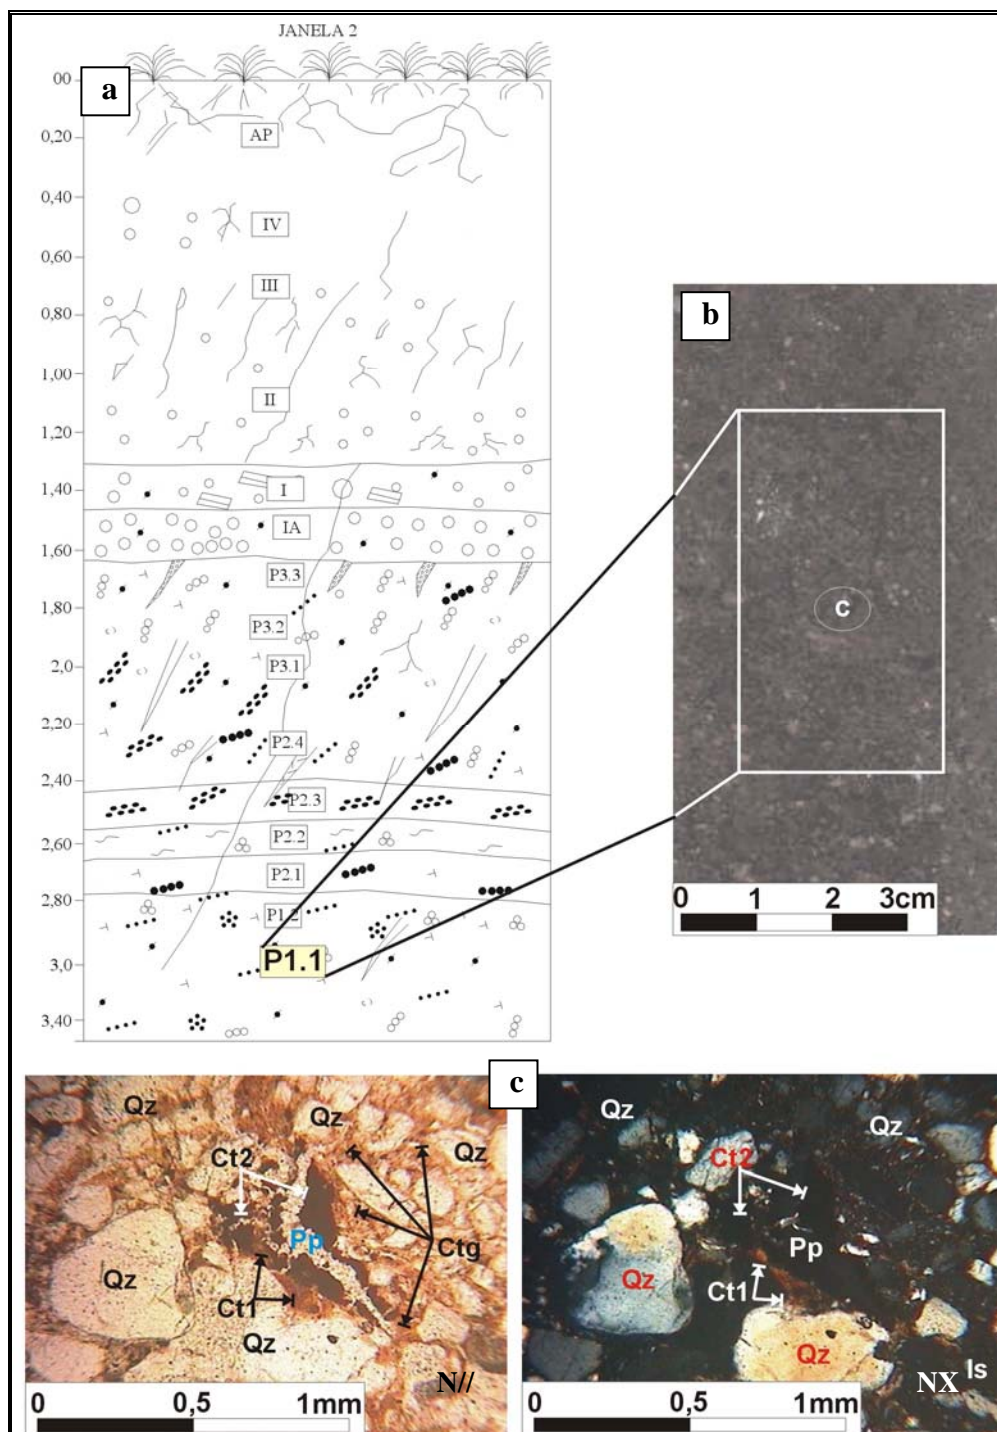 JANELA 2
a
00
AP
0,20
0,40
IV
0,60
III
0,80
1,00
II
1,20
1,40
I
IA
1,60
P3.3
1,80
P3.2
P3.1
2,0
2,20
P2.4
2,40
P2.3
P2.2
2,60
P2.1
2,80
P1.2
P1.1
3,0
3,40
b
c
0 1 2 3cm
c
Qz
Qz
Qz
Ct2
Pp
Ctg
Qz
Ct1
Qz
N//
0 0,5 1mm
Qz
Qz
Ct2
Pp
Qz
Ct1
Qz
Is
NX
0 0,5 1mm